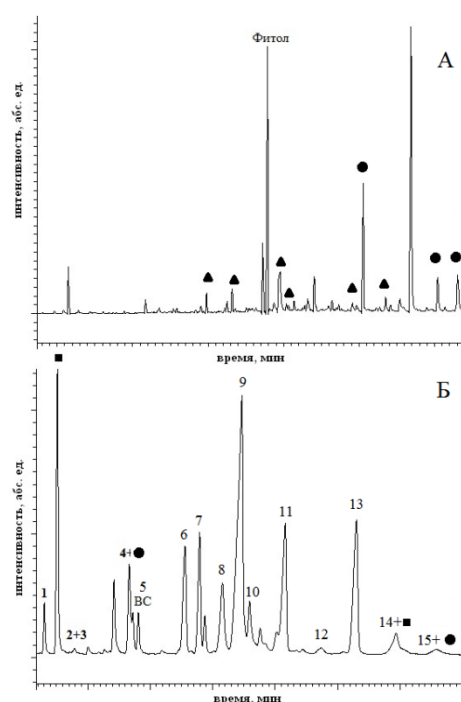 Фитол
А
интенсивность, абс. ед.
время, мин
Б
9
1
2+3
4+
5
ВС
6
7
8
10
11
12
13
14+
15+
интенсивность, абс. ед.
время, мин